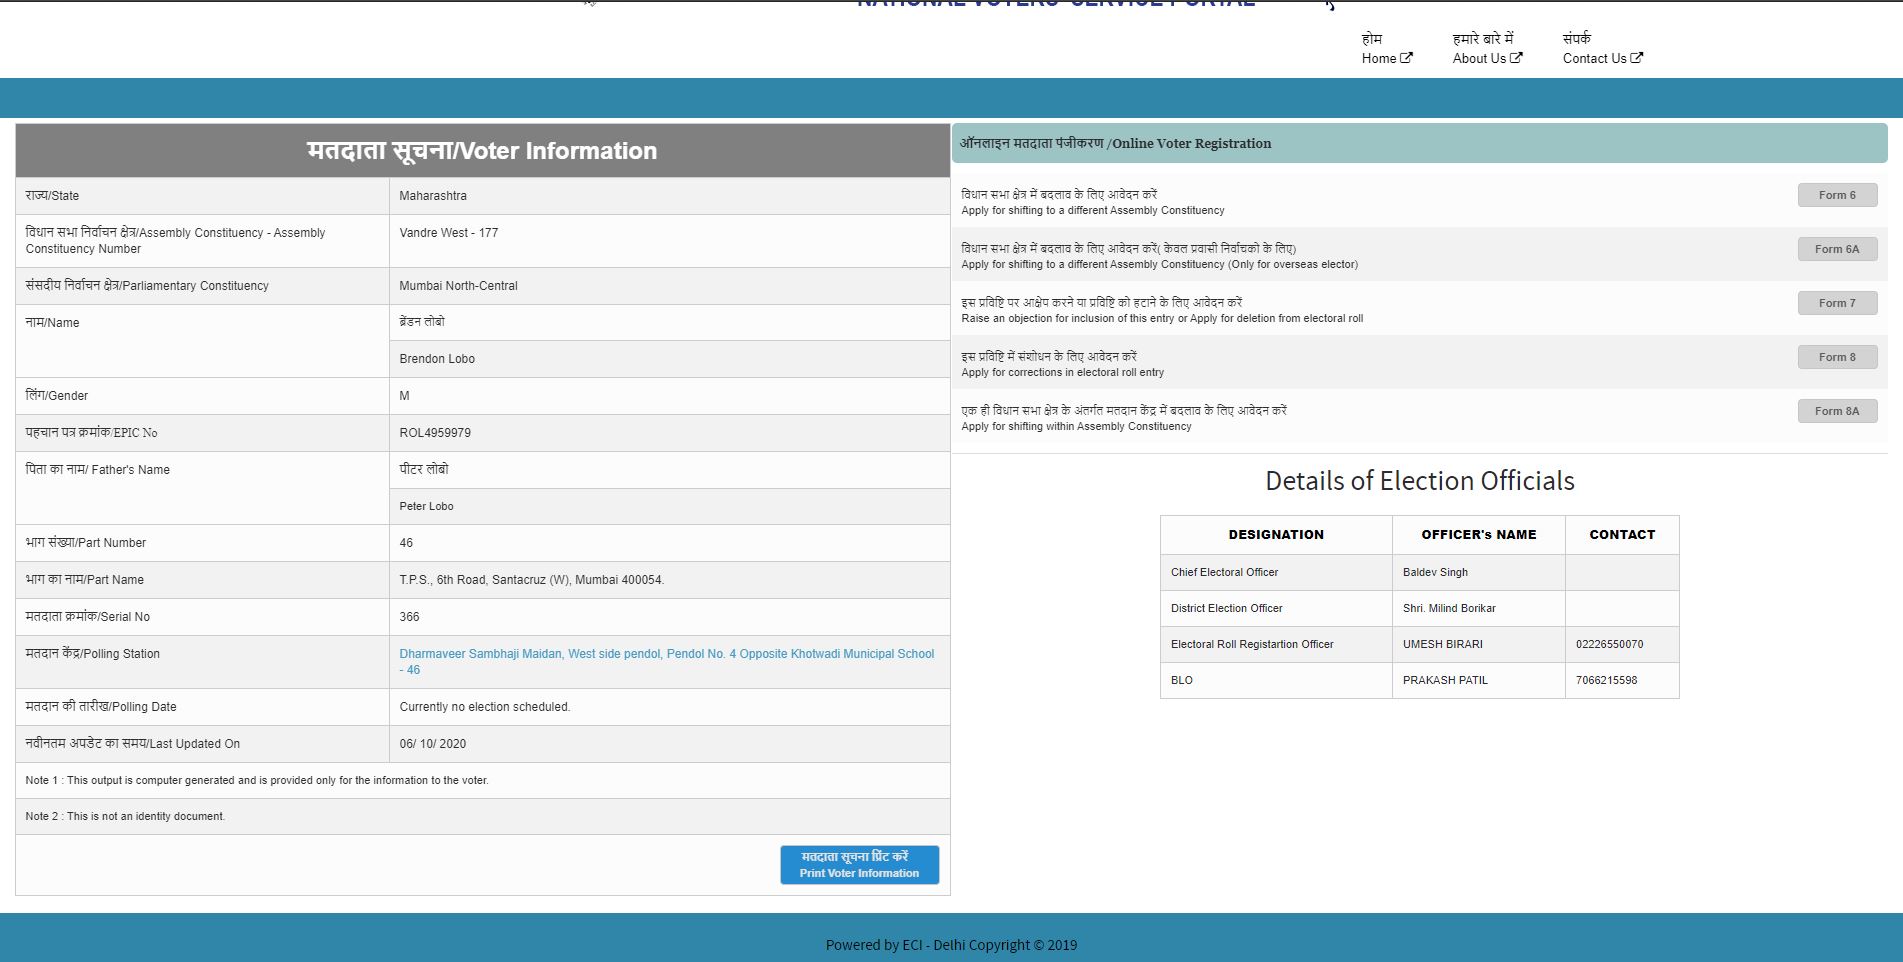 NATIONAL VOTERS' SERVICE PORTAL
होम
Home
हमारे बारे में
About Us
संपर्क
Contact Us
मतदाता सूचना/Voter Information
राज्य/State
Maharashtra
विधान सभा निर्वाचन क्षेत्र/Assembly Constituency - Assembly
Constituency Number
Vandre West - 177
संसदीय निर्वाचन क्षेत्र/Parliamentary Constituency
Mumbai North-Central
नाम/Name
ब्रेंडन लोबो
Brendon Lobo
लिंग/Gender
M
पहचान पत्र क्रमांक/EPIC No
ROL4959979
पिता का नाम/ Father's Name
पीटर लोबो
Peter Lobo
भाग संख्या/Part Number
46
भाग का नाम/Part Name
T.P.S., 6th Road, Santacruz (W), Mumbai 400054.
मतदाता क्रमांक/Serial No
366
मतदान केंद्र/Polling Station
Dharmaveer Sambhaji Maidan, West side pendol, Pendol No. 4 Opposite Khotwadi Municipal School
- 46
मतदान की तारीख/Polling Date
Currently no election scheduled.
नवीनतम अपडेट का समय/Last Updated On
06/ 10/ 2020
Note 1 : This output is computer generated and is provided only for the information to the voter.
Note 2 : This is not an identity document.
मतदाता सूचना प्रिंट करें
Print Voter Information
ऑनलाइन मतदाता पंजीकरण /Online Voter Registration
विधान सभा क्षेत्र में बदलाव के लिए आवेदन करें
Apply for shifting to a different Assembly Constituency
Form 6
विधान सभा क्षेत्र में बदलाव के लिए आवेदन करें( केवल प्रवासी निर्वाचको के लिए)
Apply for shifting to a different Assembly Constituency (Only for overseas elector)
Form 6A
इस प्रविष्टि पर आक्षेप करने या प्रविष्टि को हटाने के लिए आवेदन करें
Raise an objection for inclusion of this entry or Apply for deletion from electoral roll
Form 7
इस प्रविष्टि में संशोधन के लिए आवेदन करें
Apply for corrections in electoral roll entry
Form 8
एक ही विधान सभा क्षेत्र के अंतर्गत मतदान केंद्र में बदलाव के लिए आवेदन करें
Apply for shifting within Assembly Constituency
Form 8A
Details of Election Officials
DESIGNATION OFFICER's NAME CONTACT
Chief Electoral Officer Baldev Singh
District Election Officer Shri. Milind Borikar
Electoral Roll Registartion Officer UMESH BIRARI 02226550070
BLO PRAKASH PATIL 7066215598
Powered by ECI - Delhi Copyright © 2019